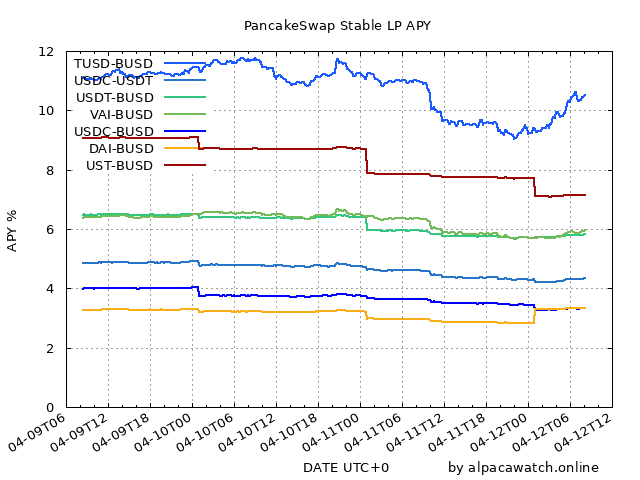 PancakeSwap Stable LP APY
12
10
8
6
4
2
0
APY %
TUSD-BUSD
USDC-USDT
USDT-BUSD
VAI-BUSD
USDC-BUSD
DAI-BUSD
UST-BUSD
04-09T06
04-09T12
04-09T18
04-10T00
04-10T06
04-10T12
04-10T18
04-11T00
04-11T06
04-11T12
04-11T18
04-12T00
04-12T06
04-12T12
DATE UTC+0
by alpacawatch.online